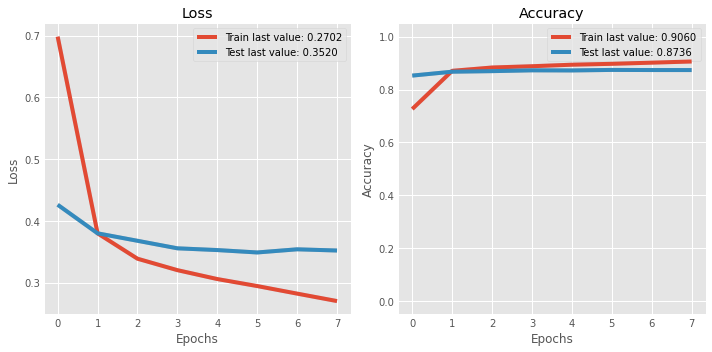 Loss
Train last value: 0.2702
Test last value: 0.3520
0.7
0.6
0.5
0.4
0.3
Loss
0 1 2 3 4 5 6 7
Epochs
Accuracy
Train last value: 0.9060
Test last value: 0.8736
1.0
0.8
0.6
0.4
0.2
0.0
Accuracy
0 1 2 3 4 5 6 7
Epochs